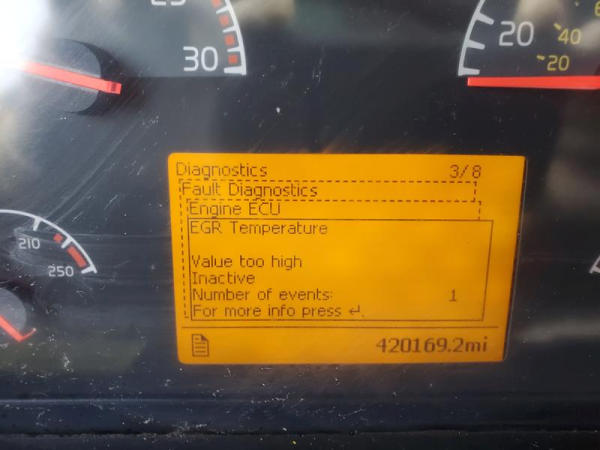 30
20
40
20
210
250
Diagnostics 3/8
Fault Diagnostics
Engine ECU
EGR Temperature
Value too high
Inactive
Number of events: 1
For more info press ↵.
420169.2mi